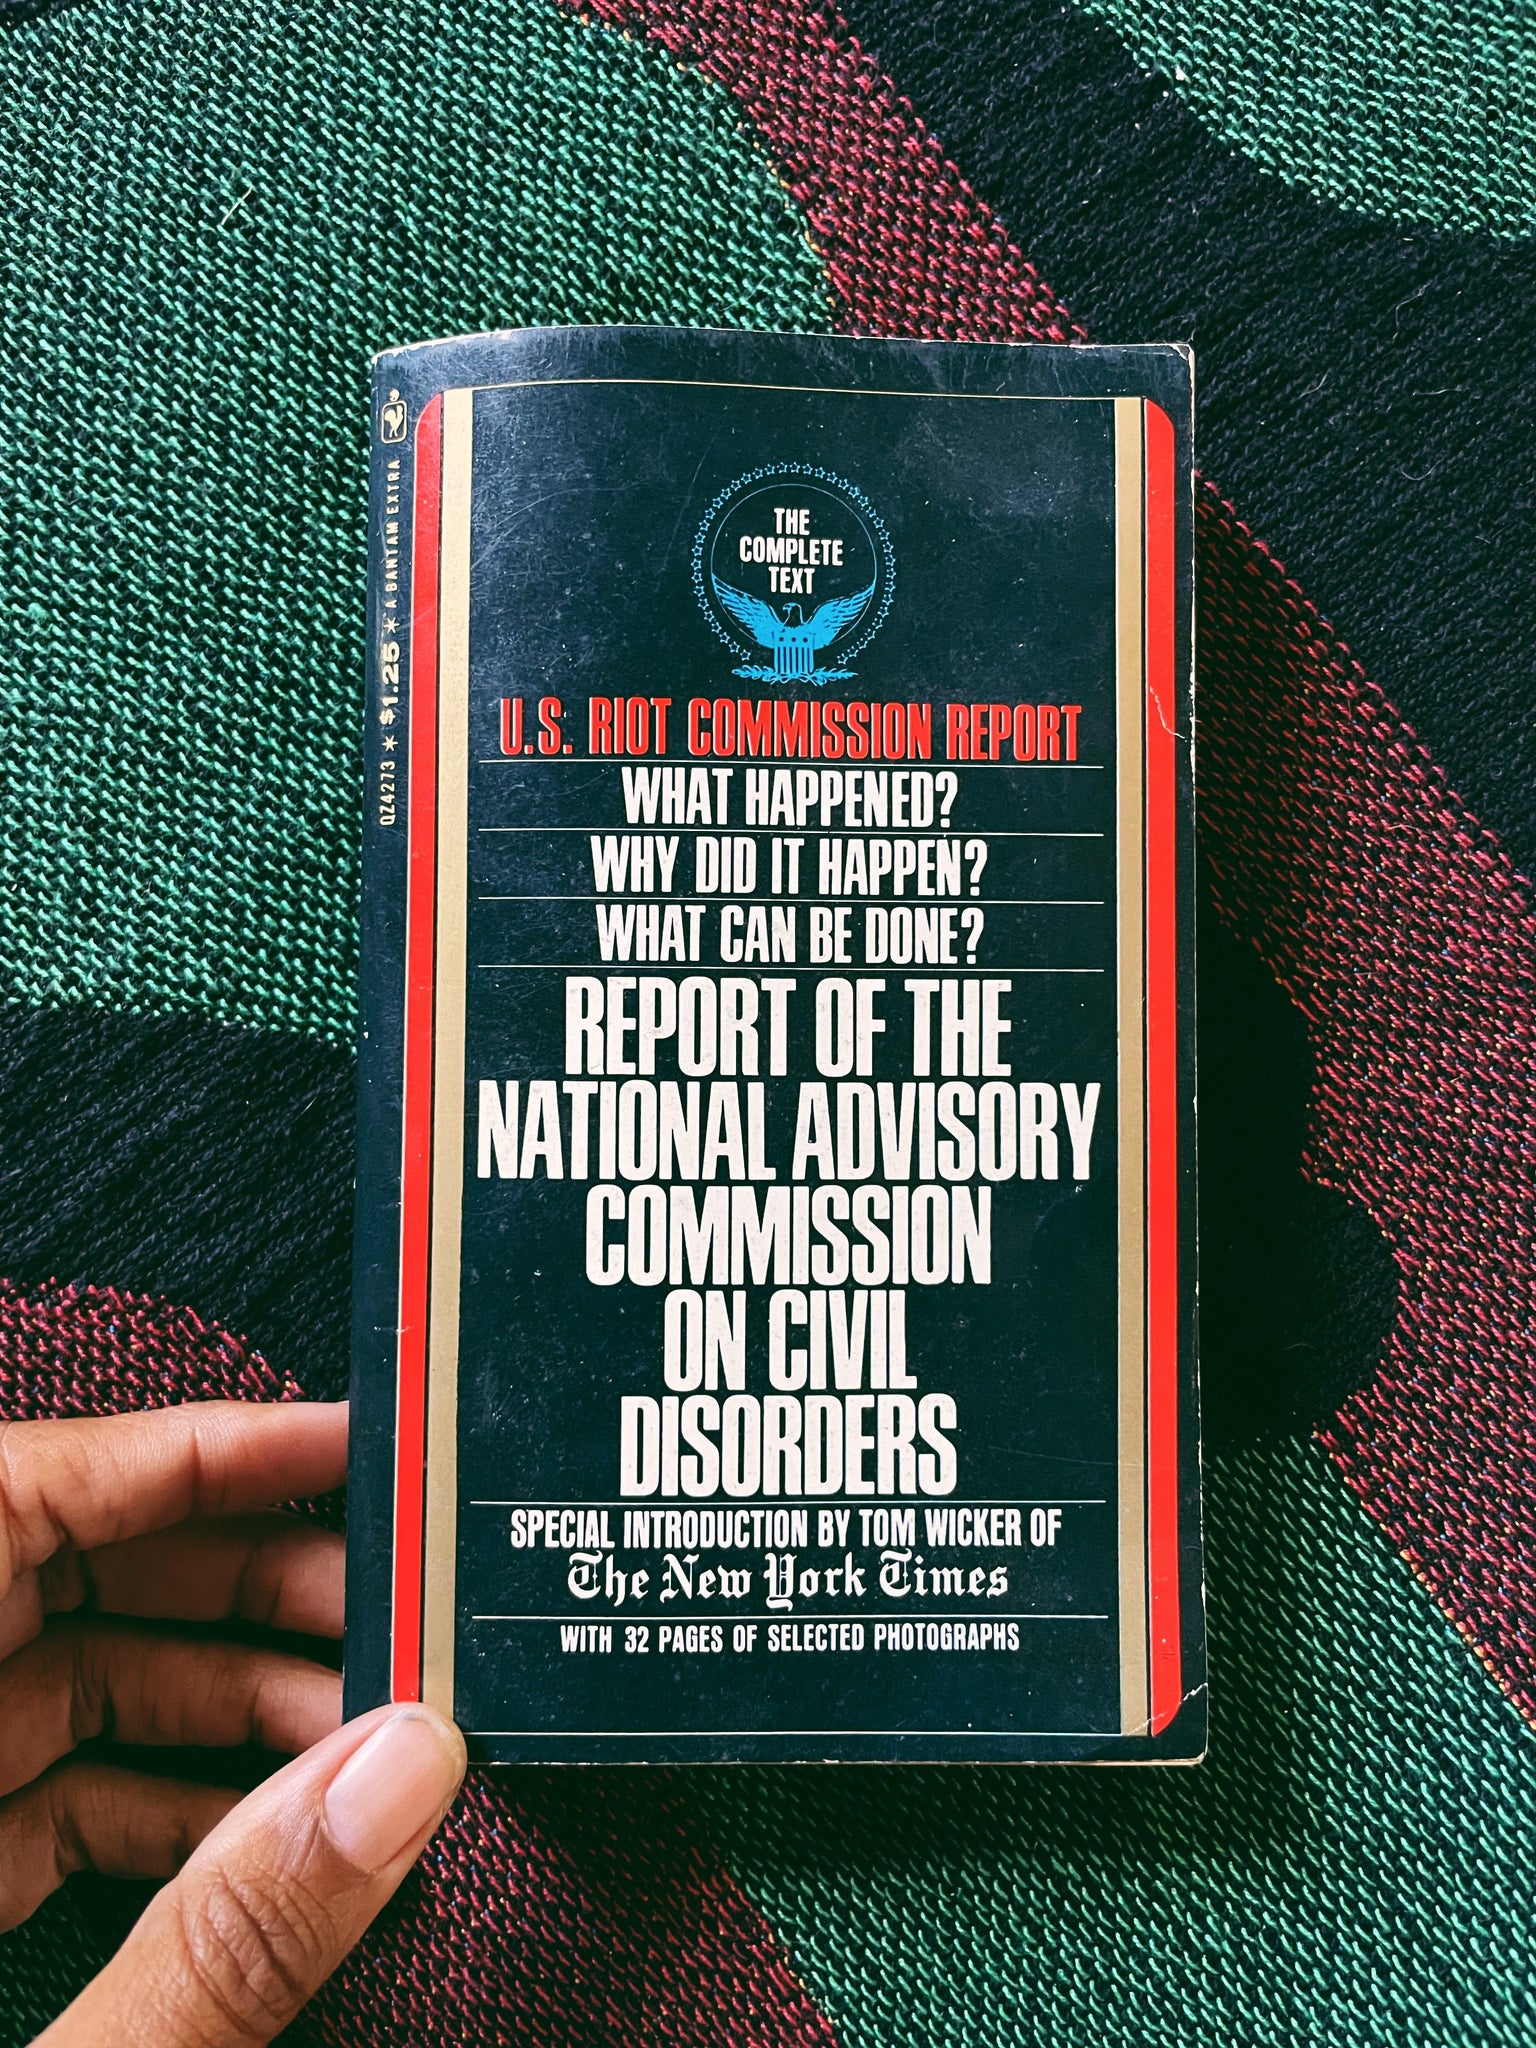 THE
COMPLETE
TEXT
U.S. RIOT COMMISSION REPORT
WHAT HAPPENED?
WHY DID IT HAPPEN?
WHAT CAN BE DONE?
REPORT OF THE
NATIONAL ADVISORY
COMMISSION
ON CIVIL
DISORDERS
SPECIAL INTRODUCTION BY TOM WICKER OF
The New York Times
WITH 32 PAGES OF SELECTED PHOTOGRAPHS
QZ4273 * $1.25 * A BANTAM EXTRA ®